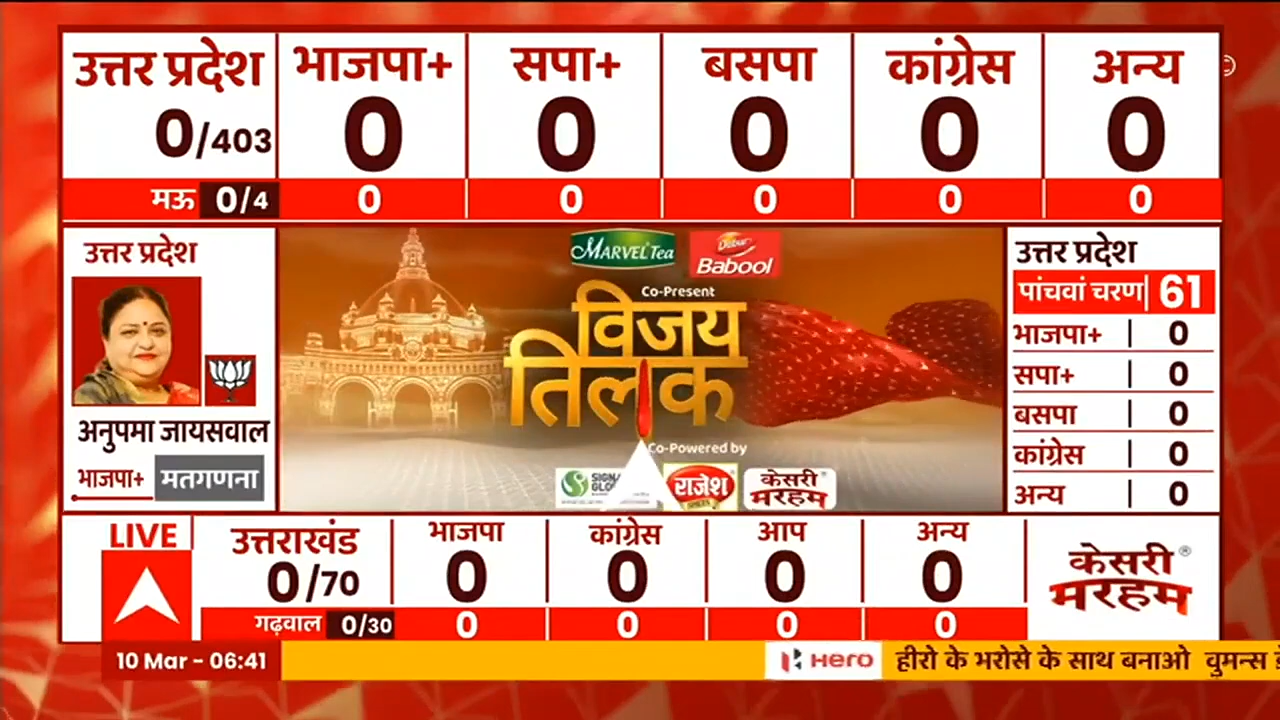 उत्तर प्रदेश भाजपा+ सपा+ बसपा कांग्रेस अन्य
0/403 0 0 0 0 0
©
मऊ 0/4 0 0 0 0 0
उत्तर प्रदेश
अनुपमा जायसवाल
भाजपा+ मतगणना
MARVEL Tea Dabur Babool
Co-Present
विजय
तिलक
Co-Powered by
राजेश केसरी मरहम
उत्तर प्रदेश
पांचवां चरण 61
भाजपा+ 0
सपा+ 0
बसपा 0
कांग्रेस 0
अन्य 0
LIVE
उत्तराखंड भाजपा कांग्रेस आप अन्य
0/70 0 0 0 0
गढ़वाल 0/30 0 0 0 0
केसरी®
मरहम
10 Mar - 06:41
Hero हीरो के भरोसे के साथ बनाओ वुमन्स